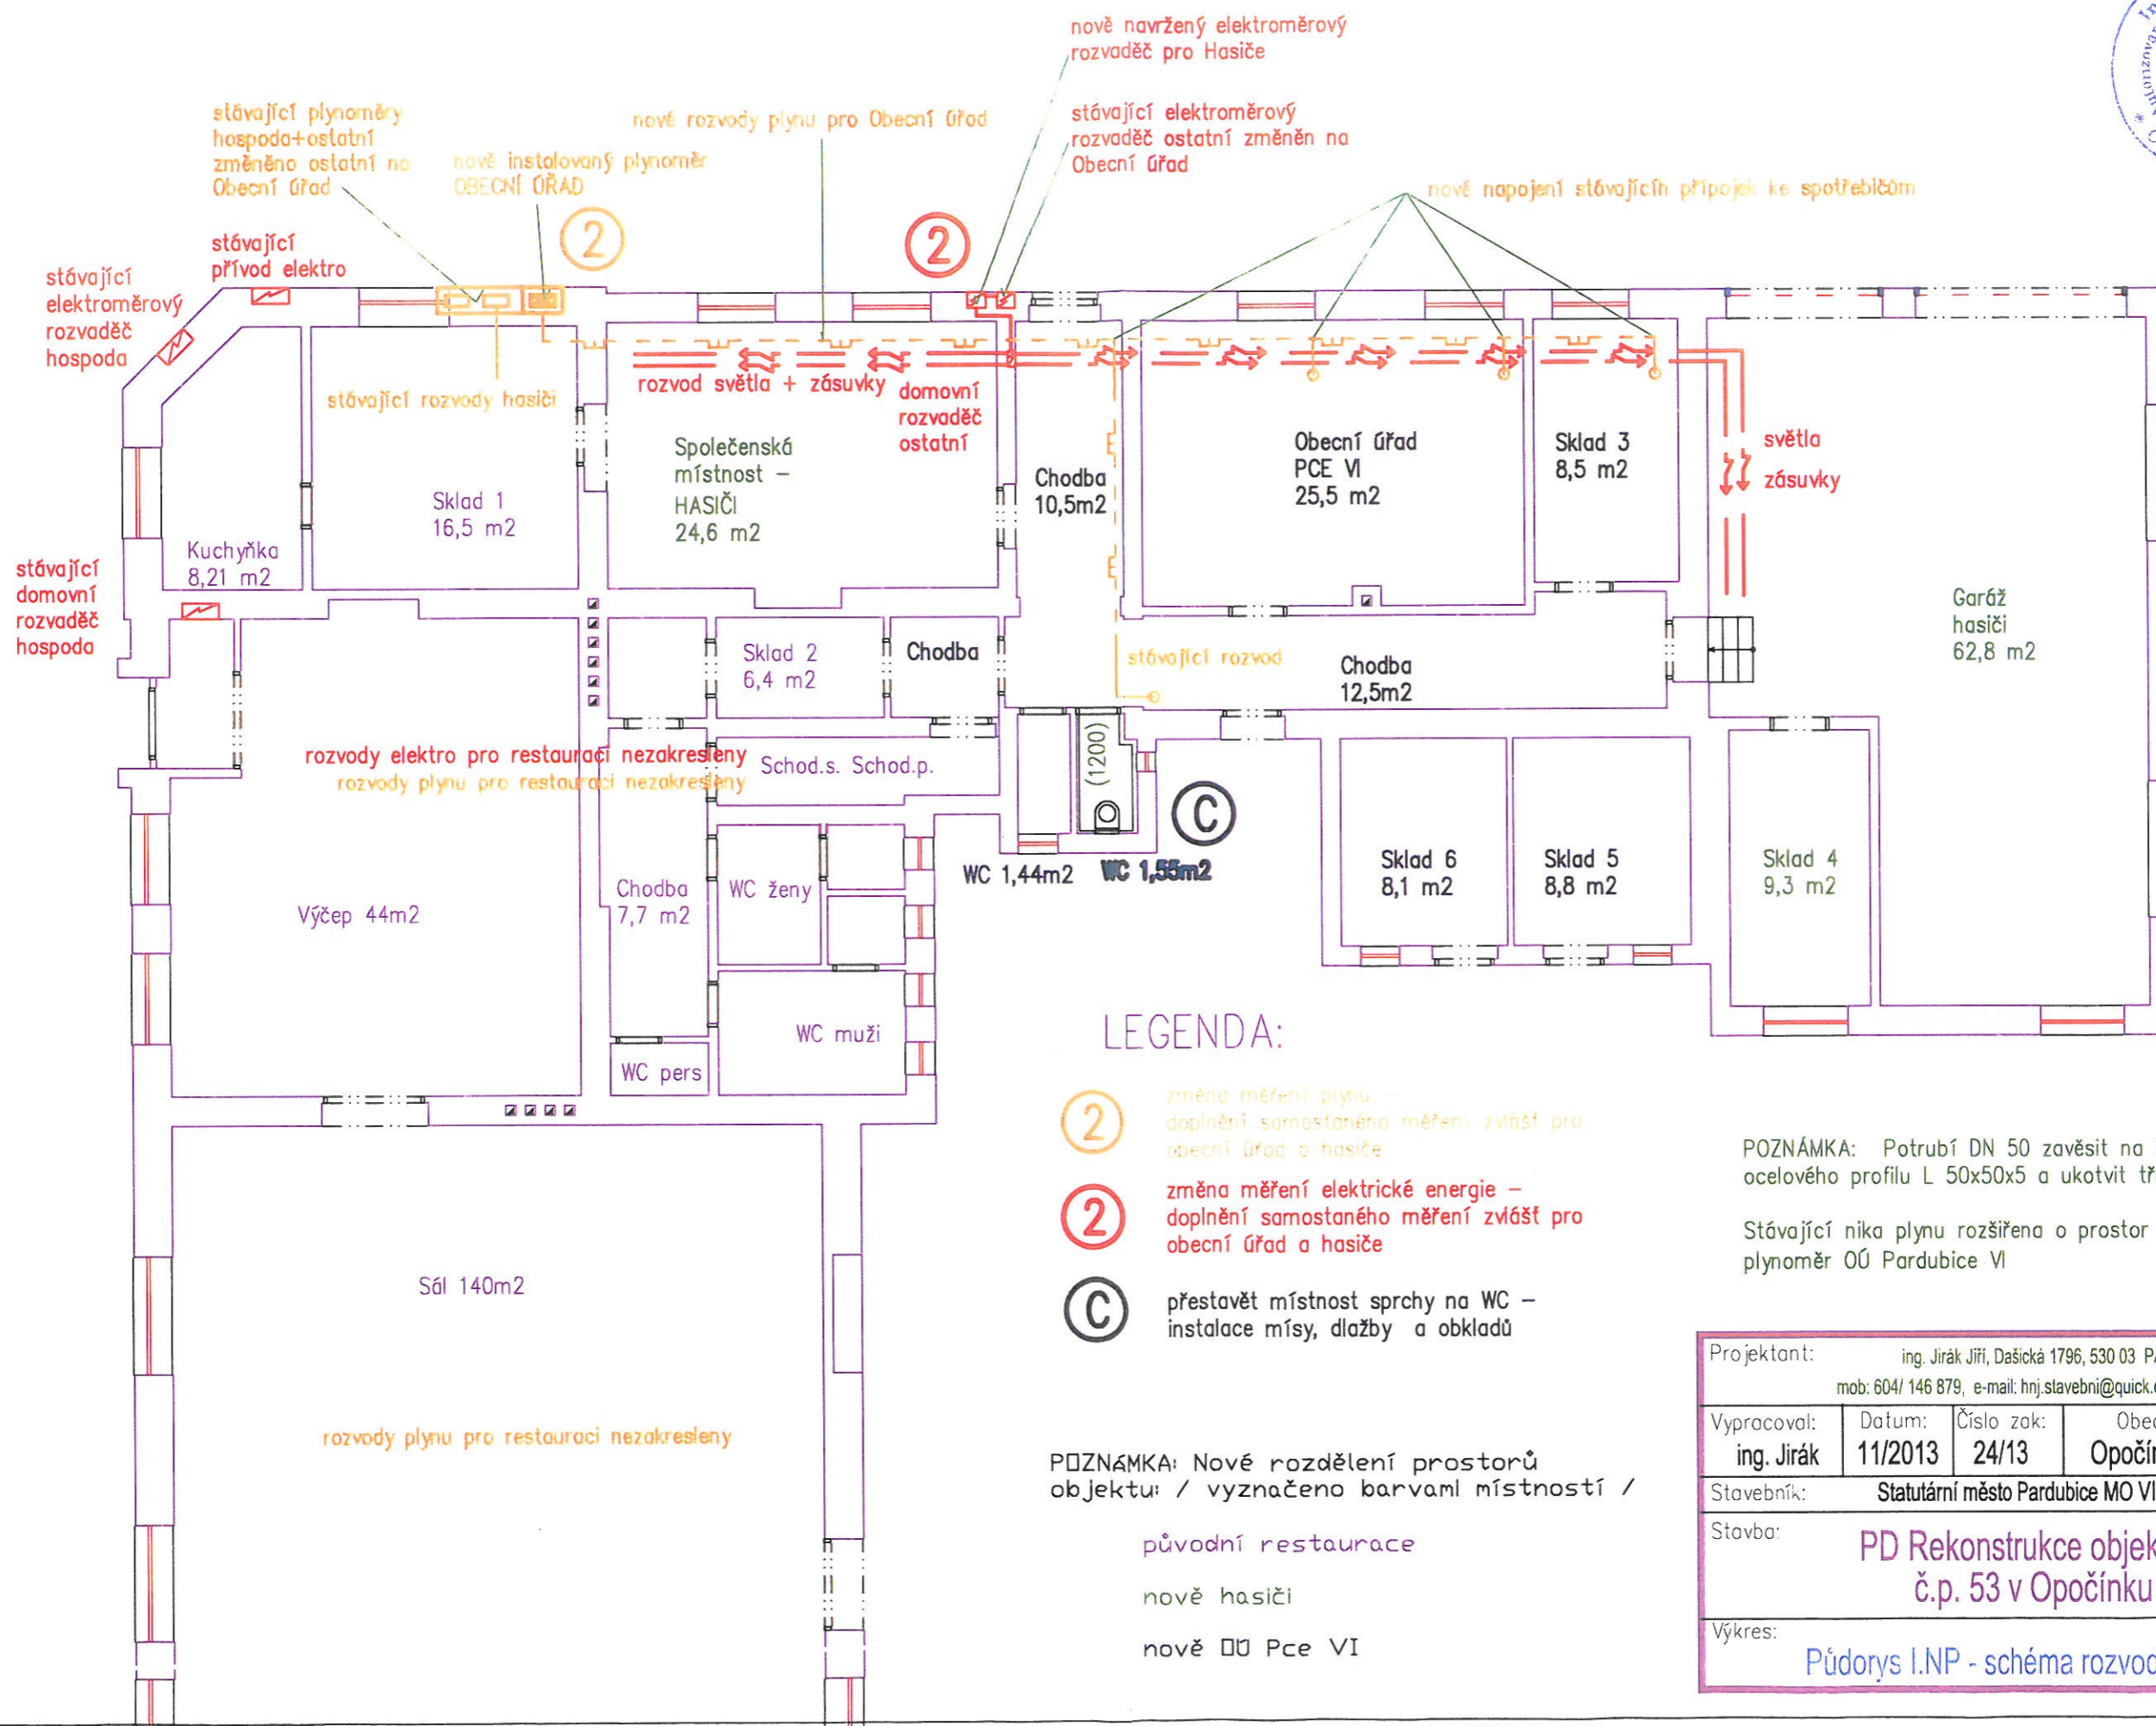 nově navržený elektroměrový
rozvaděč pro Hasiče
stávající plynoměry
hospoda+ostatní
změněno ostatní na
Obecní úřad
nově instalovaný plynoměr
OBECNÍ ÚŘAD
nové rozvody plynu pro Obecní úřad
stávající elektroměrový
rozvaděč ostatní změněn na
Obecní úřad
nově napojení stávajícíh přípojek ke spotřebičům
2
2
stávající
přívod elektro
stávající
elektroměrový
rozvaděč
hospoda
stávající rozvody hasiči
rozvod světla + zásuvky
domovní
rozvaděč
ostatní
Společenská
místnost –
HASIČI
24,6 m2
Sklad 1
16,5 m2
Kuchyňka
8,21 m2
Chodba
10,5m2
Obecní úřad
PCE VI
25,5 m2
Sklad 3
8,5 m2
světla
zásuvky
Garáž
hasiči
62,8 m2
stávající
domovní
rozvaděč
hospoda
Sklad 2
6,4 m2
Chodba
stávající rozvod
Chodba
12,5m2
rozvody elektro pro restauraci nezakresleny
rozvody plynu pro restauraci nezakresleny
Schod.s. Schod.p.
(1200)
C
WC 1,44m2
WC 1,55m2
Sklad 6
8,1 m2
Sklad 5
8,8 m2
Sklad 4
9,3 m2
Výčep 44m2
Chodba
7,7 m2
WC ženy
WC muži
WC pers
Sál 140m2
rozvody plynu pro restauraci nezakresleny
LEGENDA:
2
změna měření plynu –
doplnění samostaného měření zvlášť pro
obecní úřad a hasiče
2
změna měření elektrické energie –
doplnění samostaného měření zvlášť pro
obecní úřad a hasiče
C
přestavět místnost sprchy na WC –
instalace mísy, dlažby a obkladů
POZNÁMKA: Potrubí DN 50 zavěsit na
ocelového profilu L 50x50x5 a ukotvit tř
Stávající nika plynu rozšířena o prostor
plynoměr OÚ Pardubice VI
POZNÁMKA: Nové rozdělení prostorů
objektu: / vyznačeno barvami místností /
původní restaurace
nově hasiči
nově OÚ Pce VI
Projektant:
ing. Jirák Jiří, Dašická 1796, 530 03 P
mob: 604/ 146 879, e-mail: hnj.stavebni@quick.
Vypracoval:
ing. Jirák
Datum:
11/2013
Číslo zak:
24/13
Obec
Opočín
Stavebník:
Statutární město Pardubice MO VI
Stavba:
PD Rekonstrukce objek
č.p. 53 v Opočínku
Výkres:
Půdorys I.NP - schéma rozvod